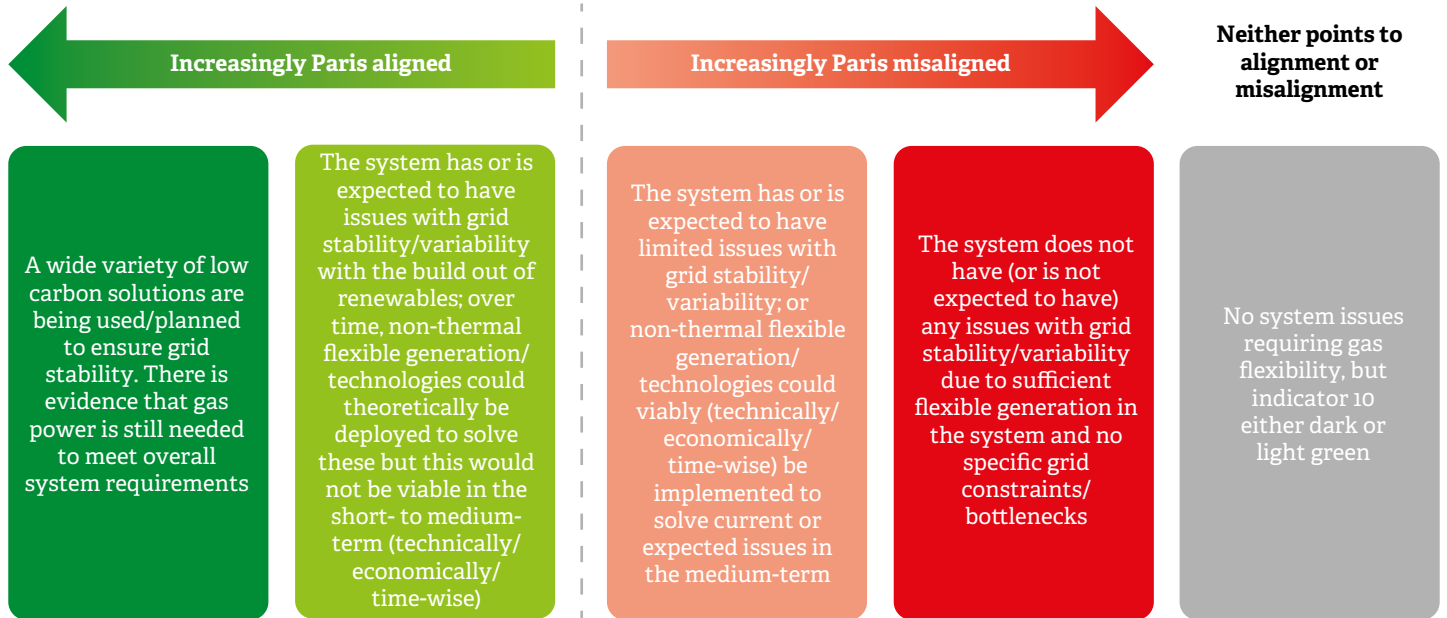 Increasingly Paris aligned
Increasingly Paris misaligned
Neither points to
alignment or
misalignment
A wide variety of low
carbon solutions are
being used/planned
to ensure grid
stability. There is
evidence that gas
power is still needed
to meet overall
system requirements
The system has or is
expected to have
issues with grid
stability/variability
with the build out of
renewables; over
time, non-thermal
flexible generation/
technologies could
theoretically be
deployed to solve
these but this would
not be viable in the
short- to medium-
term (technically/
economically/
time-wise)
The system has or is
expected to have
limited issues with
grid stability/
variability; or
non-thermal flexible
generation/
technologies could
viably (technically/
economically/
time-wise) be
implemented to
solve current or
expected issues in
the medium-term
The system does not
have (or is not
expected to have)
any issues with grid
stability/variability
due to sufficient
flexible generation in
the system and no
specific grid
constraints/
bottlenecks
No system issues
requiring gas
flexibility, but
indicator 10
either dark or
light green